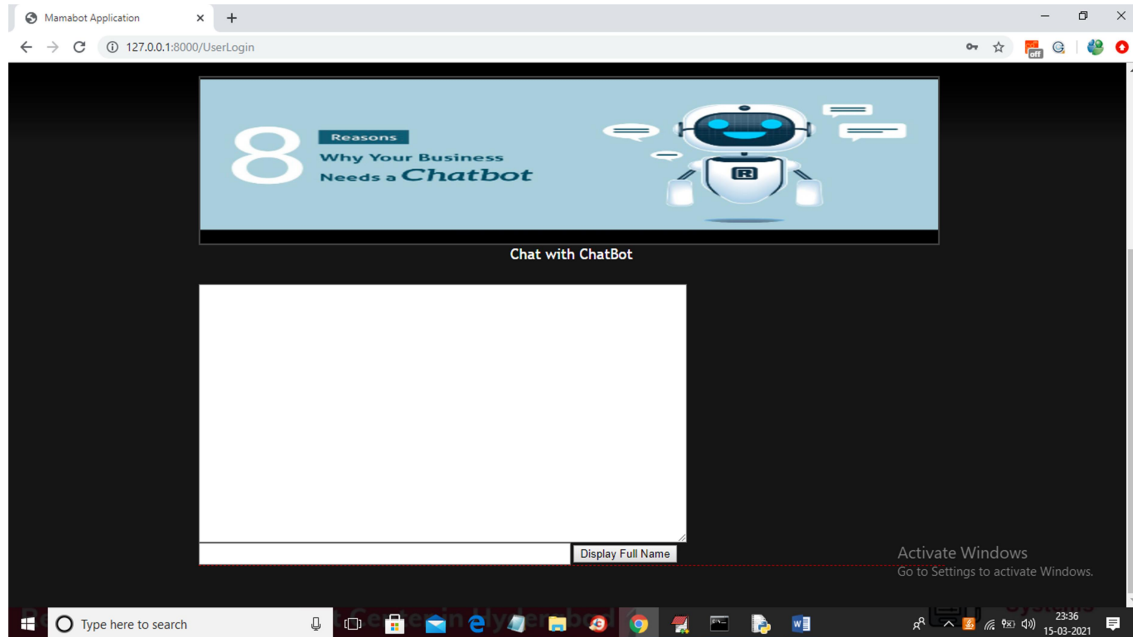 Mamabot Application
127.0.0.1:8000/UserLogin
off
8
Reasons
Why Your Business
Needs a Chatbot
R
Chat with ChatBot
Display Full Name
Activate Windows
Go to Settings to activate Windows.
Type here to search
23:36
15-03-2021